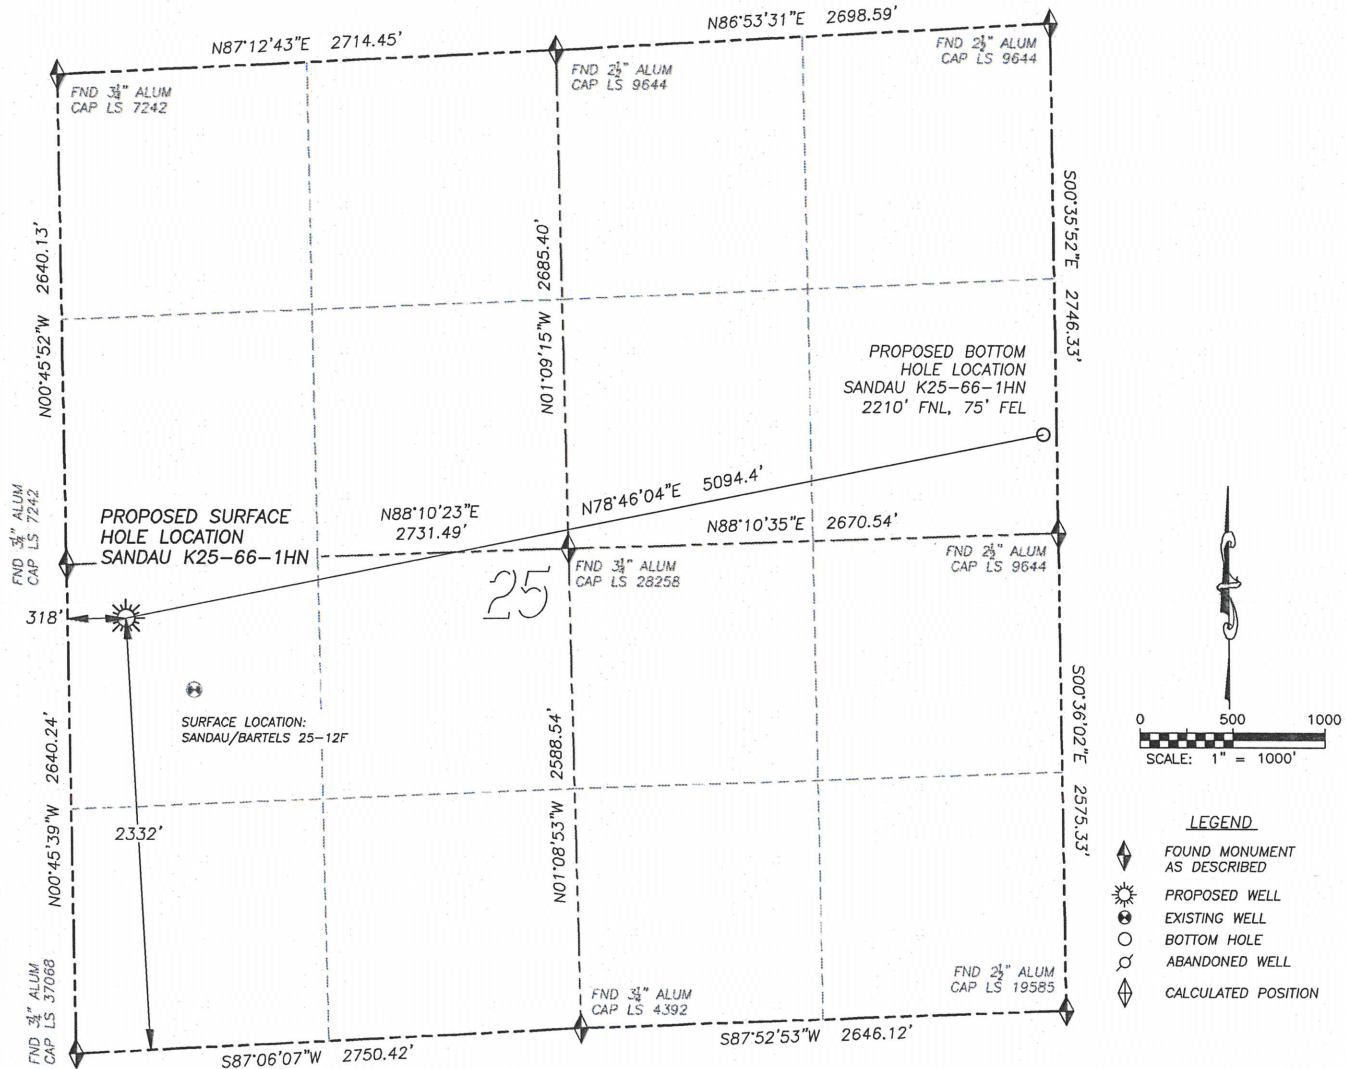 N87°12'43"E 2714.45'
N86°53'31"E 2698.59'
FND 3¼" ALUM
CAP LS 7242
FND 2½" ALUM
CAP LS 9644
FND 2½" ALUM
CAP LS 9644
N00°45'52"W 2640.13'
N01°09'15"W 2685.40'
S00°35'52"E 2746.33'
PROPOSED BOTTOM
HOLE LOCATION
SANDAU K25-66-1HN
2210' FNL, 75' FEL
FND 3¼" ALUM
CAP LS 7242
PROPOSED SURFACE
HOLE LOCATION
SANDAU K25-66-1HN
N88°10'23"E
2731.49'
N78°46'04"E 5094.4'
N88°10'35"E 2670.54'
FND 3¼" ALUM
CAP LS 28258
FND 2½" ALUM
CAP LS 9644
25
318'
SURFACE LOCATION:
SANDAU/BARTELS 25-12F
N00°45'39"W 2640.24'
2332'
N01°08'53"W 2588.54'
S00°36'02"E 2575.33'
FND 3¼" ALUM
CAP LS 37068
FND 3¼" ALUM
CAP LS 4392
FND 2½" ALUM
CAP LS 19585
S87°06'07"W 2750.42'
S87°52'53"W 2646.12'
0 500 1000
SCALE: 1" = 1000'
LEGEND
FOUND MONUMENT
AS DESCRIBED
PROPOSED WELL
EXISTING WELL
BOTTOM HOLE
ABANDONED WELL
CALCULATED POSITION